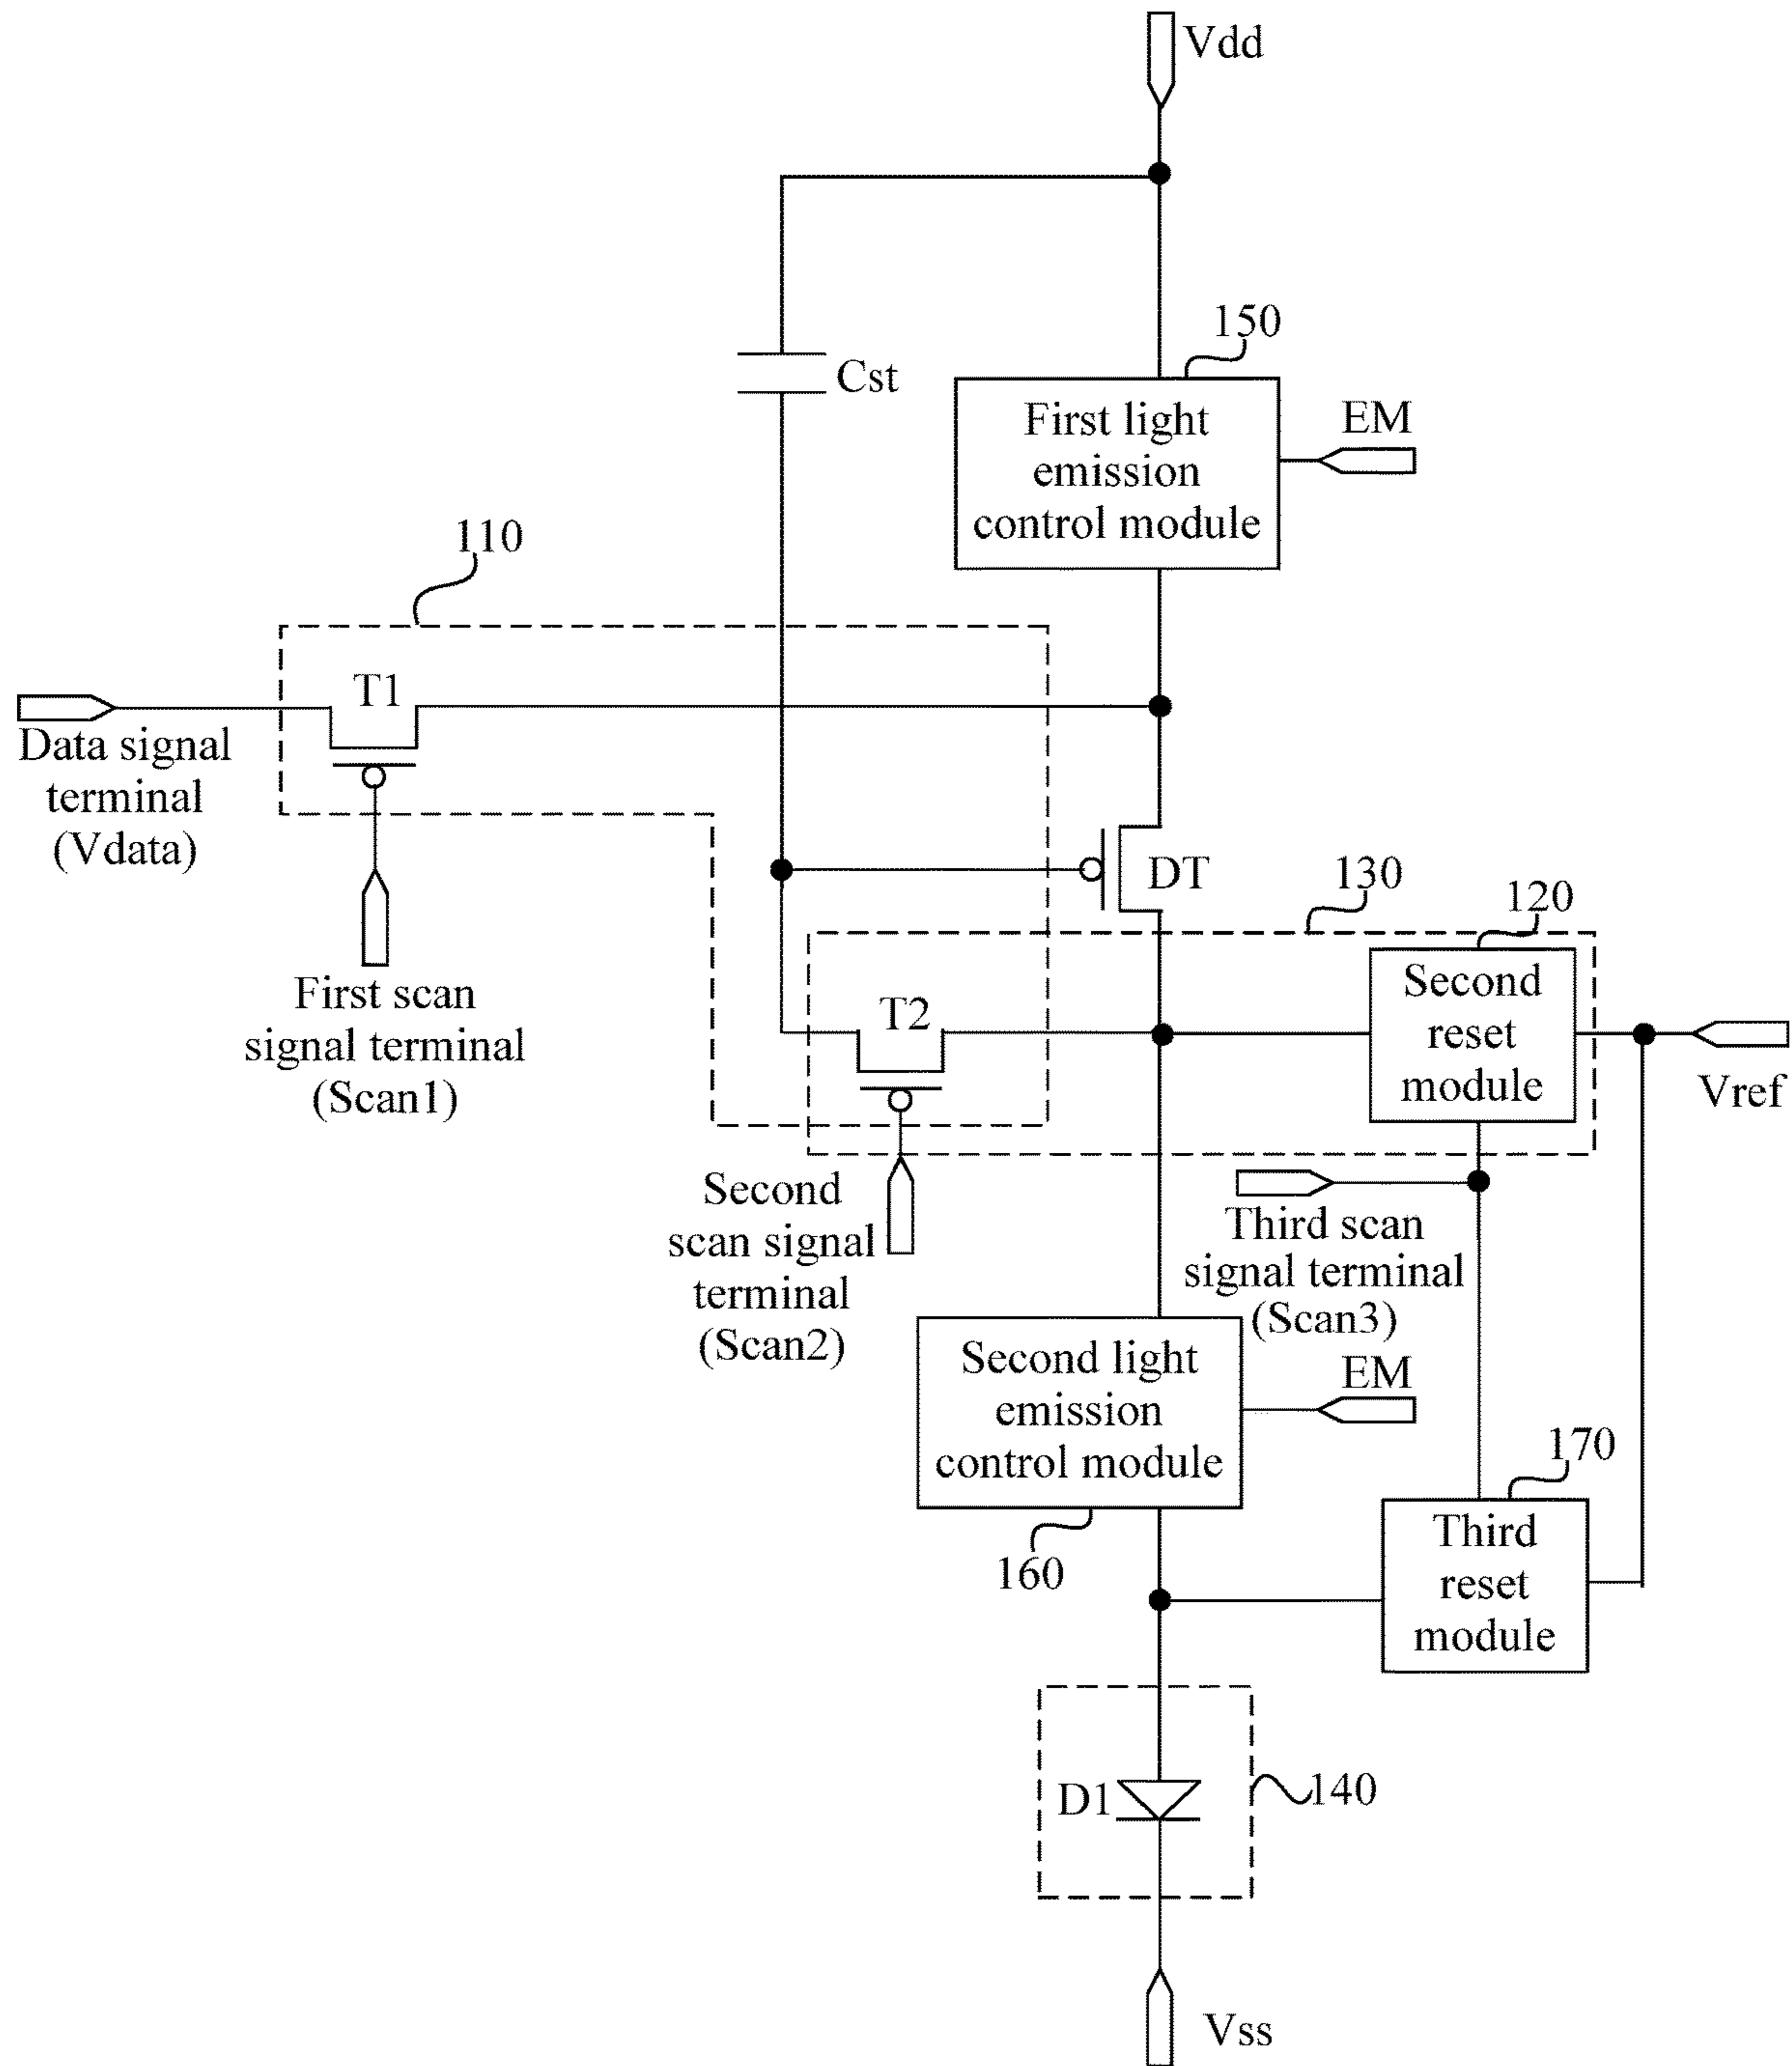 Vdd
150
Cst
First light
emission
control module
EM
110
T1
Data signal
terminal
(Vdata)
DT
130
120
First scan
signal terminal
(Scan1)
T2
Second
reset
module
Vref
Second
scan signal
terminal
(Scan2)
Third scan
signal terminal
(Scan3)
Second light
emission
control module
EM
160
170
Third
reset
module
D1
140
Vss